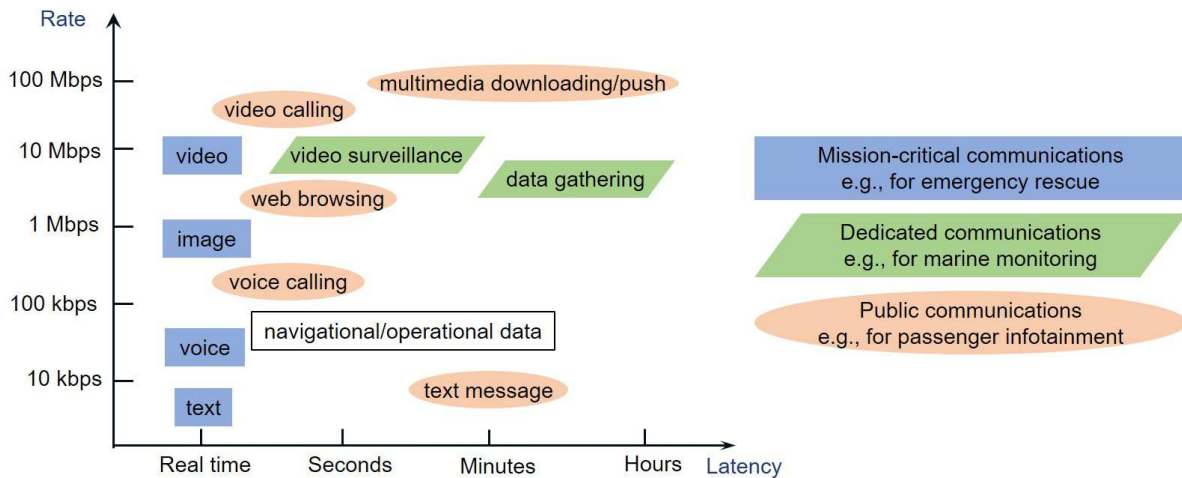 Rate
100 Mbps
multimedia downloading/push
video calling
10 Mbps
video
video surveillance
data gathering
web browsing
1 Mbps
image
voice calling
100 kbps
navigational/operational data
voice
10 kbps
text message
text
Real time
Seconds
Minutes
Hours
Latency
Mission-critical communications
e.g., for emergency rescue
Dedicated communications
e.g., for marine monitoring
Public communications
e.g., for passenger infotainment